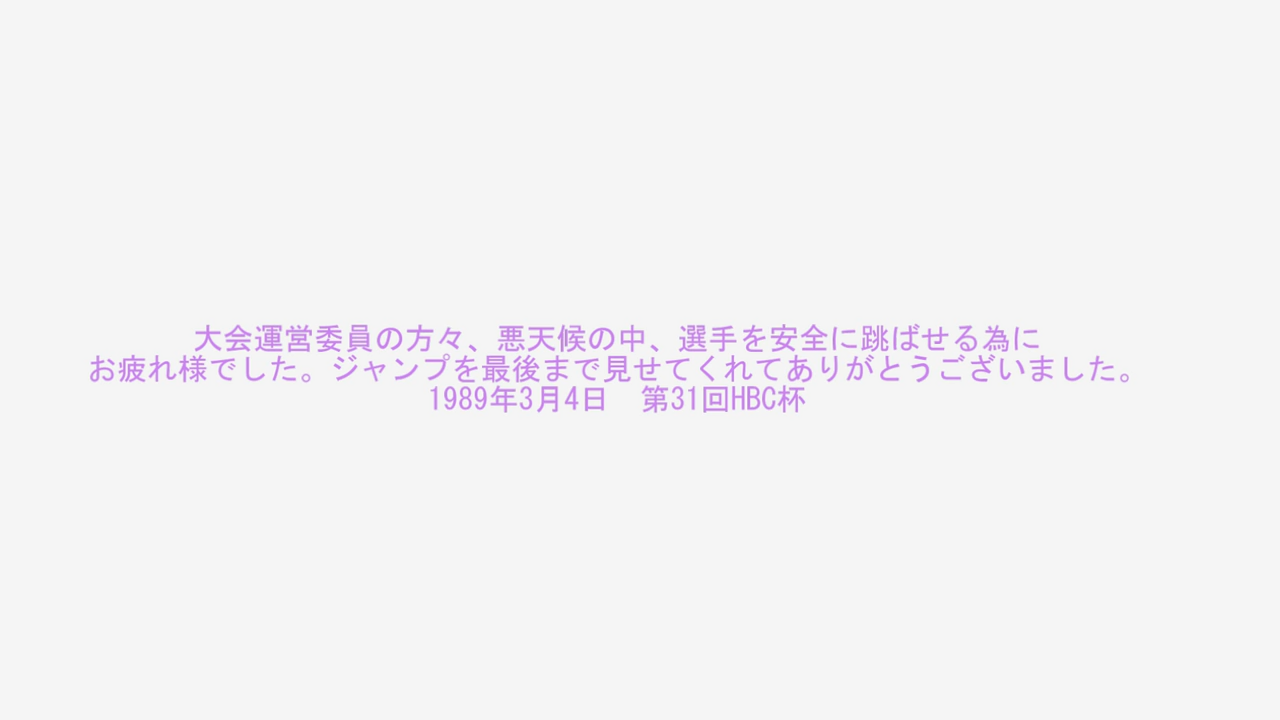 大会運営委員の方々、悪天候の中、選手を安全に跳ばせる為に
お疲れ様でした。ジャンプを最後まで見せてくれてありがとうございました。
1989年3月4日　第31回HBC杯